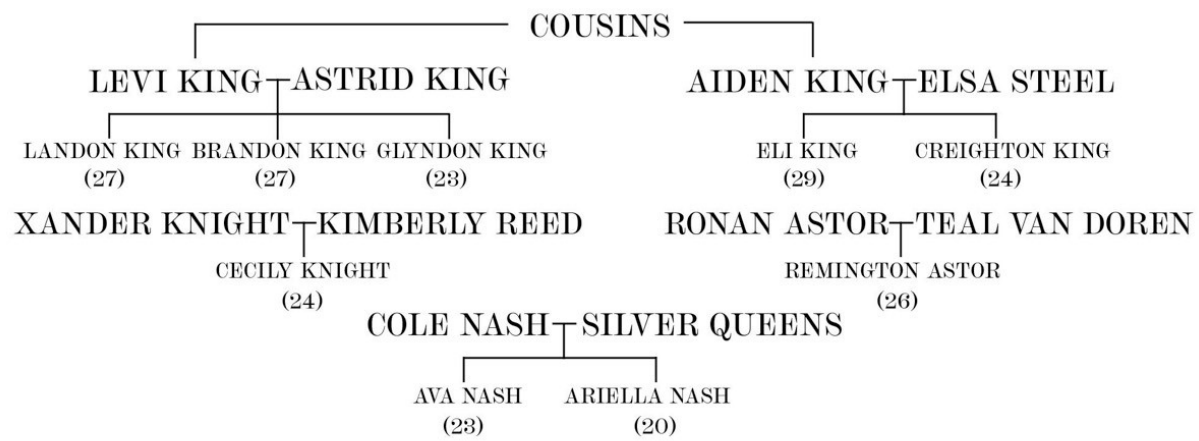 COUSINS
LEVI KING ASTRID KING AIDEN KING ELSA STEEL
LANDON KING BRANDON KING GLYNDON KING ELI KING CREIGHTON KING
(27) (27) (23) (29) (24)
XANDER KNIGHT KIMBERLY REED RONAN ASTOR TEAL VAN DOREN
CECILY KNIGHT REMINGTON ASTOR
(24) (26)
COLE NASH SILVER QUEENS
AVA NASH ARIELLA NASH
(23) (20)